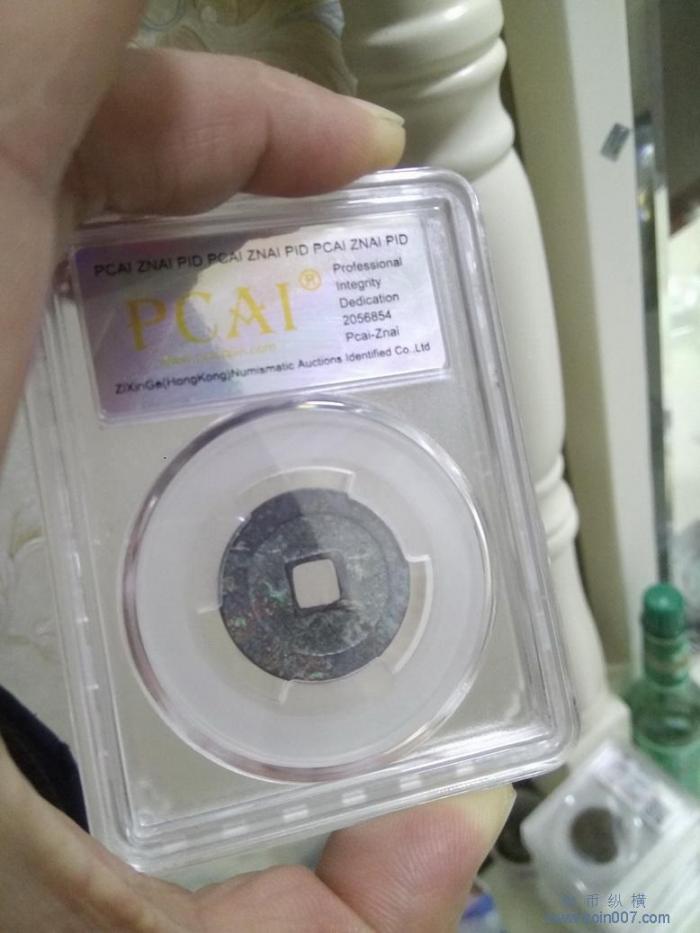 PCAI ZNAI PID PCAI ZNAI PID PCAI ZNAI PID
PCAI®
Professional
Integrity
Dedication
2056854
Pcai-Znai
ZiXinGe(HongKong)Numismatic Auctions Identified Co.,Ltd
币纵横
www.coin007.com